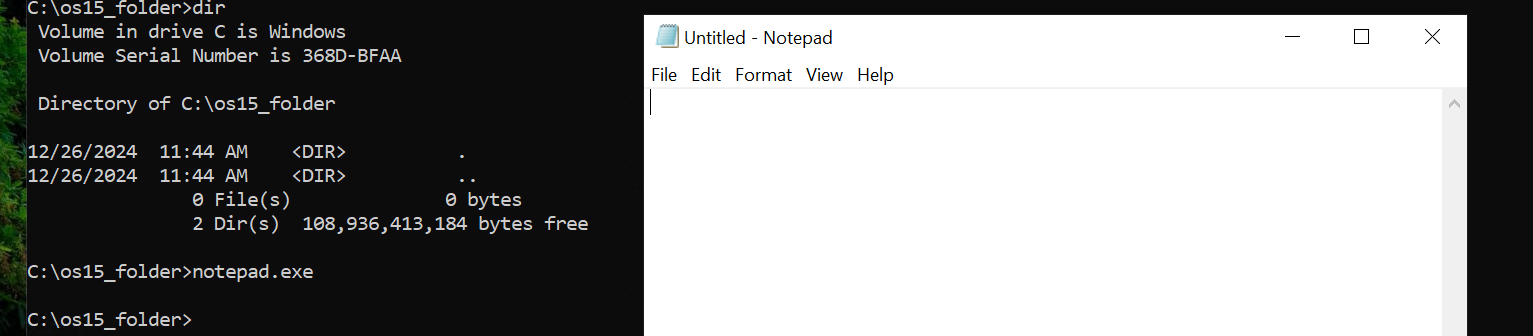 C:\os15_folder>dir
 Volume in drive C is Windows
 Volume Serial Number is 368D-BFAA
 Directory of C:\os15_folder
12/26/2024  11:44 AM    <DIR>          .
12/26/2024  11:44 AM    <DIR>          ..
               0 File(s)              0 bytes
               2 Dir(s)  108,936,413,184 bytes free
C:\os15_folder>notepad.exe
C:\os15_folder>
Untitled - Notepad
File Edit Format View Help